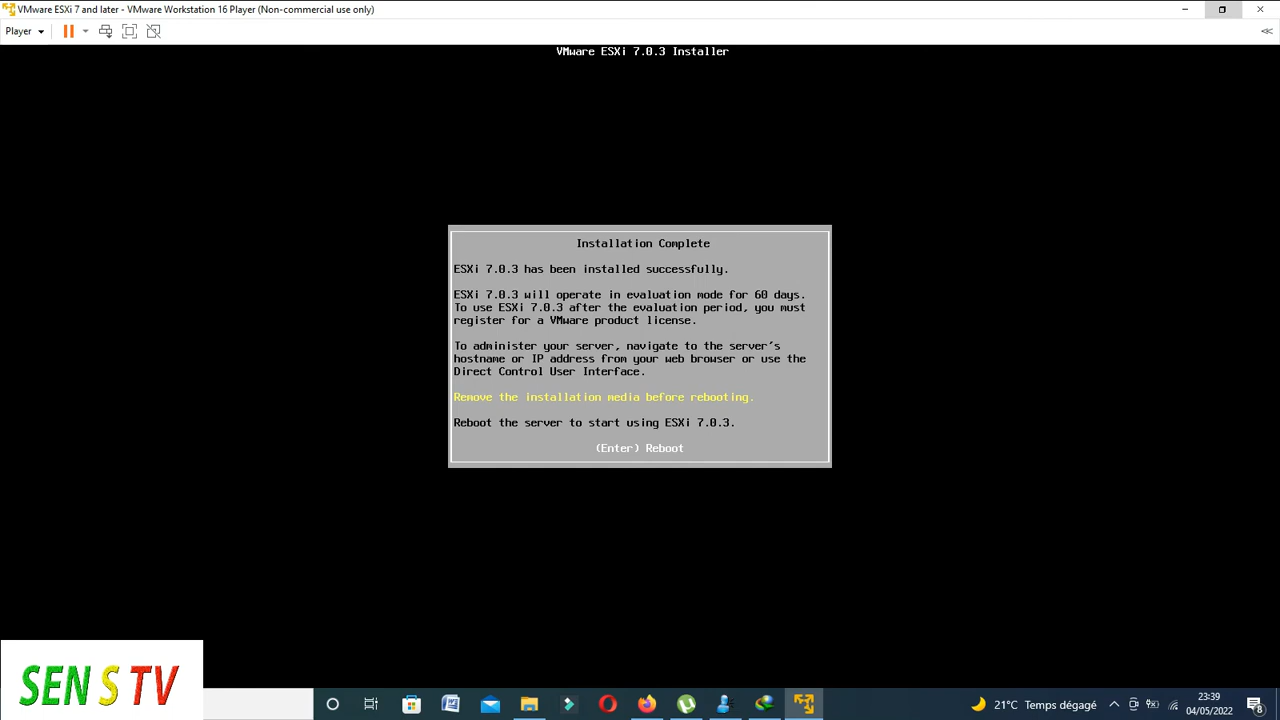 VMware ESXi 7 and later - VMware Workstation 16 Player (Non-commercial use only)
Player
VMware ESXi 7.0.3 Installer
Installation Complete
ESXi 7.0.3 has been installed successfully.
ESXi 7.0.3 will operate in evaluation mode for 60 days.
To use ESXi 7.0.3 after the evaluation period, you must
register for a VMware product license.
To administer your server, navigate to the server's
hostname or IP address from your web browser or use the
Direct Control User Interface.
Remove the installation media before rebooting.
Reboot the server to start using ESXi 7.0.3.
(Enter) Reboot
SEN S TV
21°C Temps dégagé
23:39
04/05/2022
8